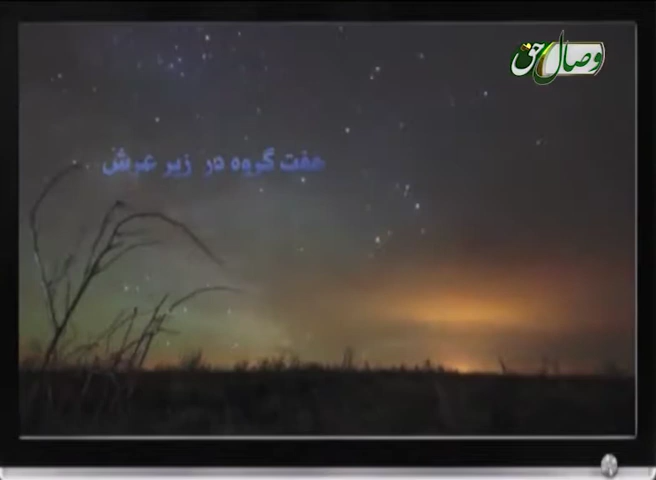 وصال حق
هفت گروه در زیر عرش